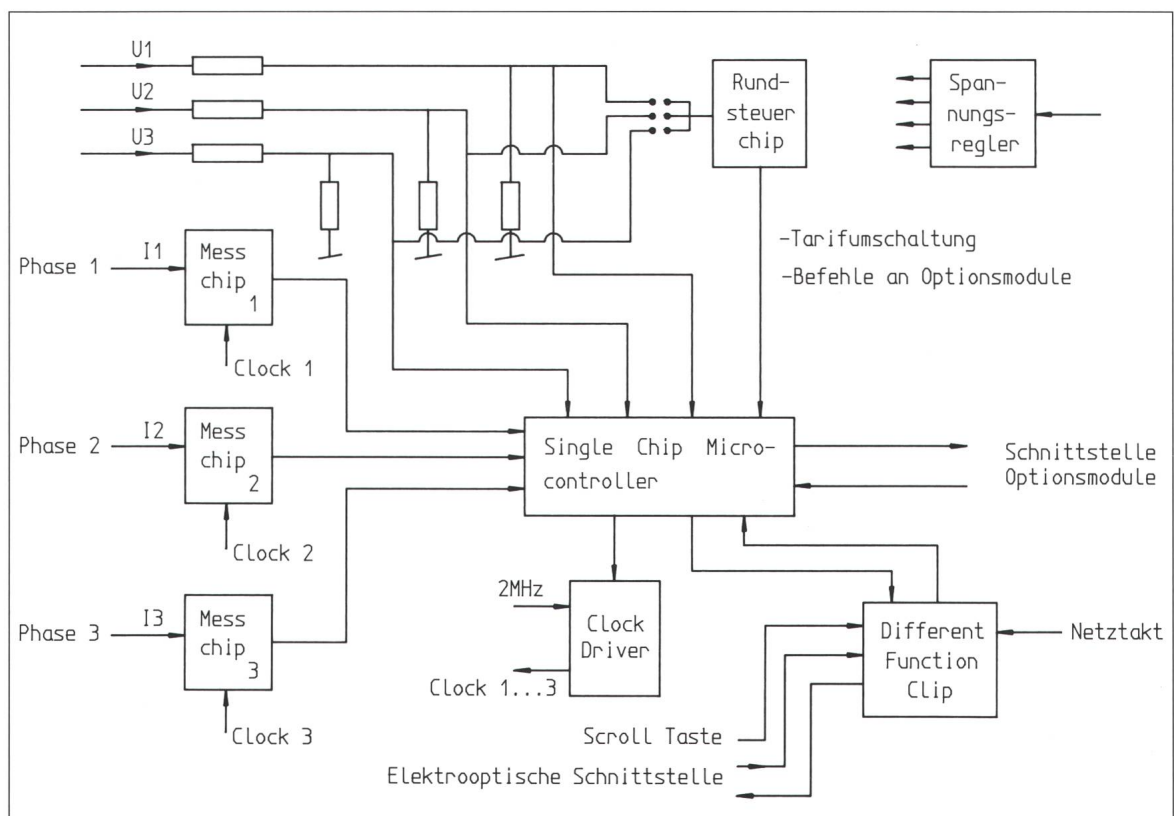 U1
U2
U3
Rund-
steuer
chip
Span-
nungs-
regler
-Tarifumschaltung
-Befehle an Optionsmodule
Phase 1
I1
Mess
chip
1
Clock 1
Phase 2
I2
Mess
chip
2
Clock 2
Phase 3
I3
Mess
chip
3
Clock 3
Single Chip Micro-
controller
Schnittstelle
Optionsmodule
2MHz
Clock
Driver
Clock 1...3
Different
Function
Clip
Netztakt
Scroll Taste
Elektrooptische Schnittstelle